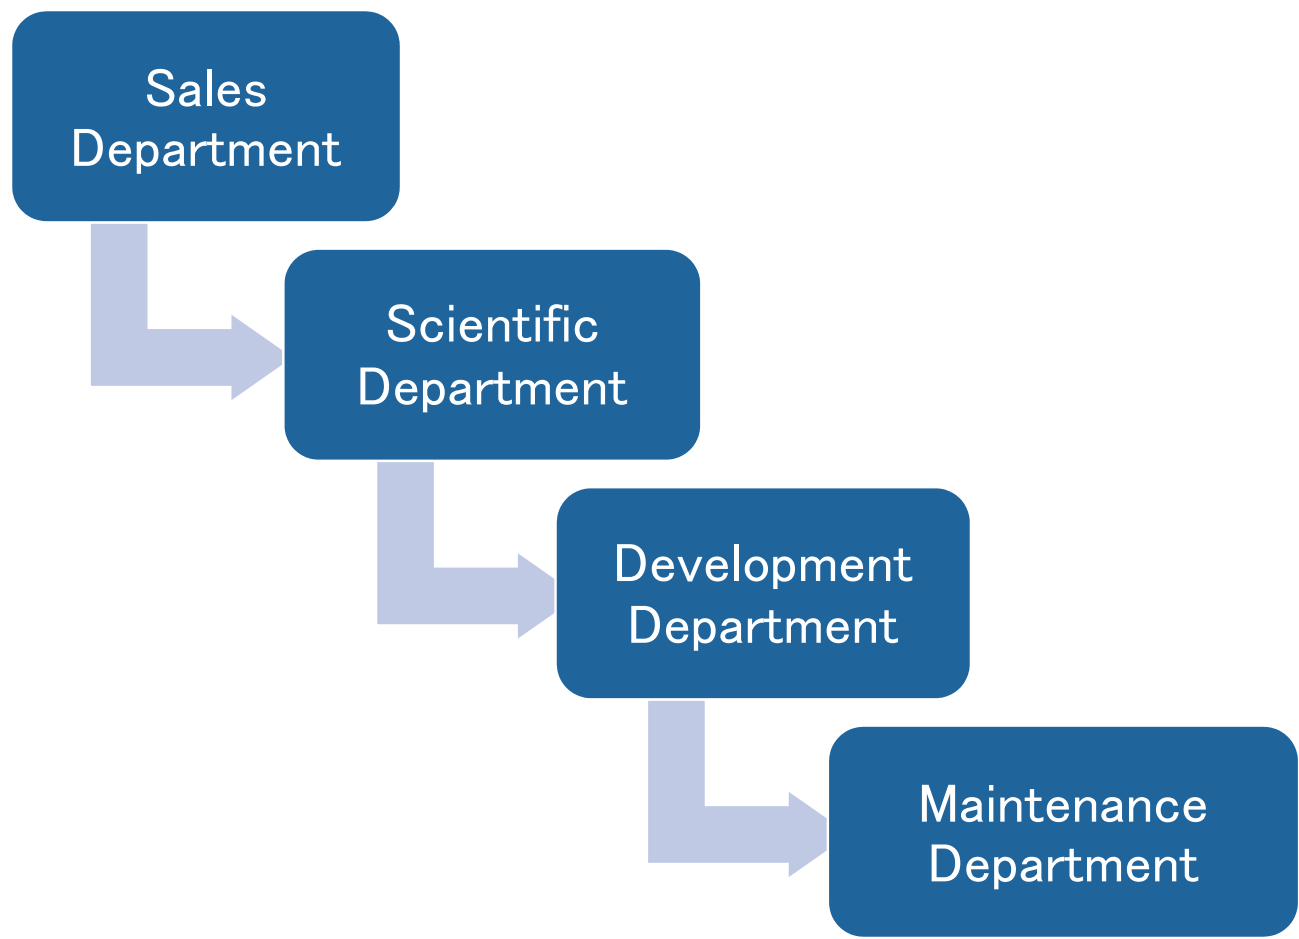 Sales
Department
Scientific
Department
Development
Department
Maintenance
Department